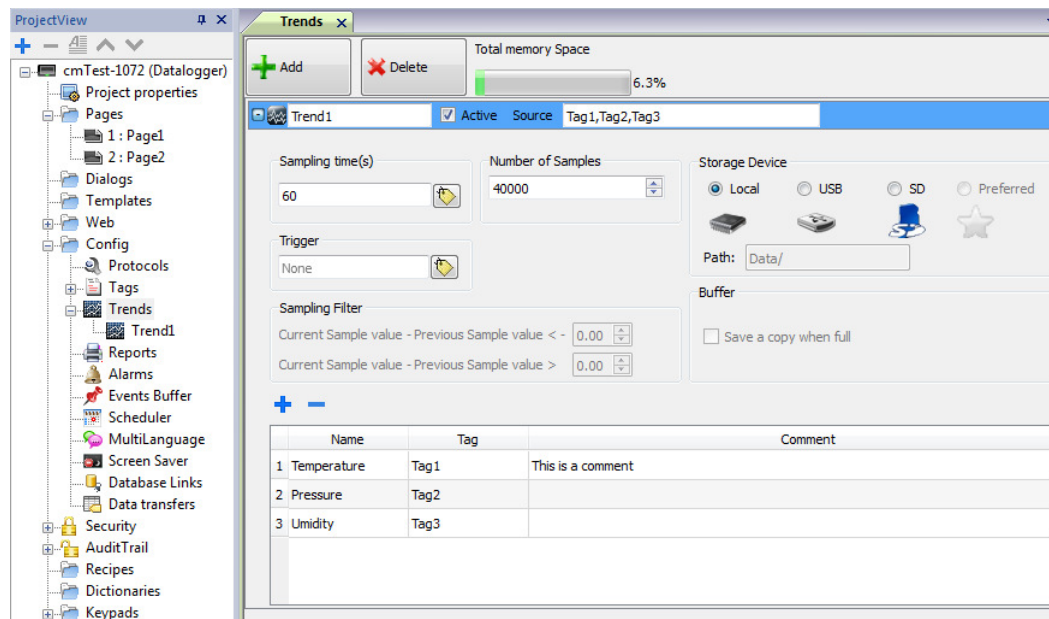 ProjectView
cmTest-1072 (Datalogger)
Project properties
Pages
1 : Page1
2 : Page2
Dialogs
Templates
Web
Config
Protocols
Tags
Trends
Trend1
Reports
Alarms
Events Buffer
Scheduler
MultiLanguage
Screen Saver
Database Links
Data transfers
Security
AuditTrail
Recipes
Dictionaries
Keypads
Trends
Add
Delete
Total memory Space
6.3%
Trend1 Active Source Tag1,Tag2,Tag3
Sampling time(s)
60
Number of Samples
40000
Trigger
None
Sampling Filter
Current Sample value - Previous Sample value < - 0.00
Current Sample value - Previous Sample value > 0.00
Storage Device
Local USB SD Preferred
SD
Path: Data/
Buffer
Save a copy when full
Name Tag Comment
1 Temperature Tag1 This is a comment
2 Pressure Tag2
3 Umidity Tag3